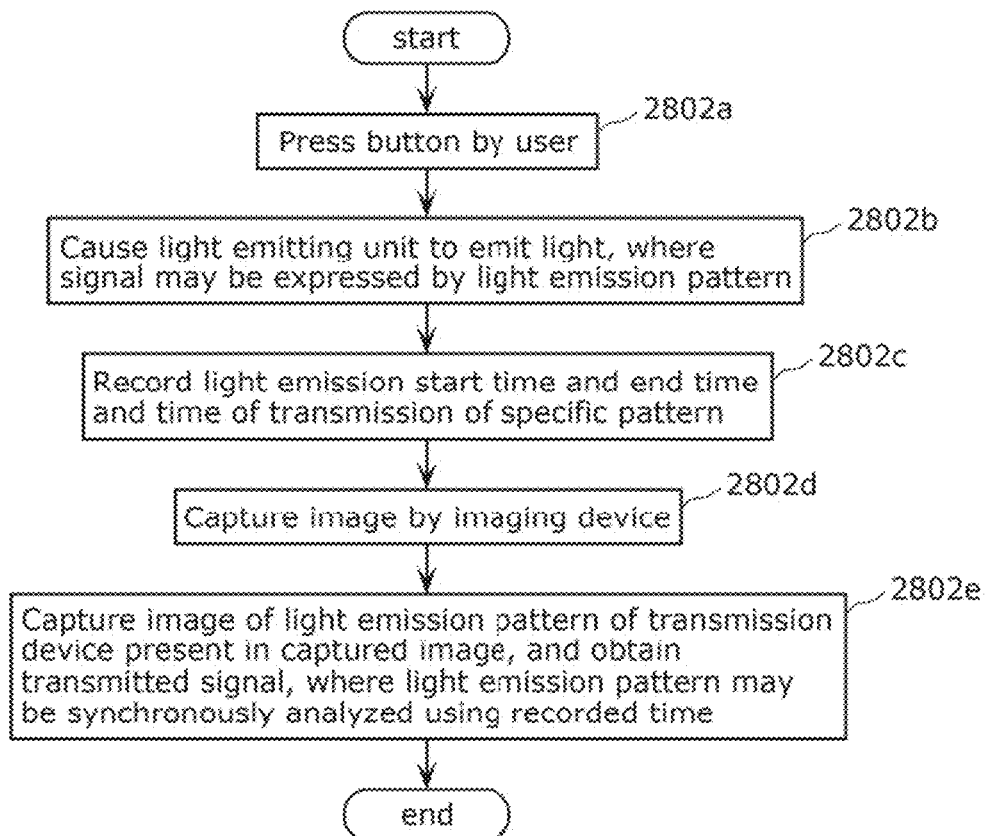 start
2802a
Press button by user
2802b
Cause light emitting unit to emit light, where
signal may be expressed by light emission pattern
2802c
Record light emission start time and end time
and time of transmission of specific pattern
2802d
Capture image by imaging device
2802e
Capture image of light emission pattern of transmission
device present in captured image, and obtain
transmitted signal, where light emission pattern may
be synchronously analyzed using recorded time
end